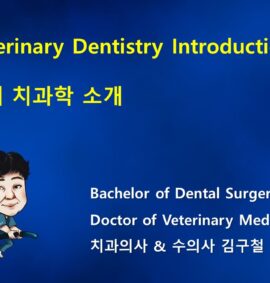 erinary Dentistry Introducti
치과학 소개
Bachelor of Dental Surger
Doctor of Veterinary Med
치과의사 & 수의사 김구철